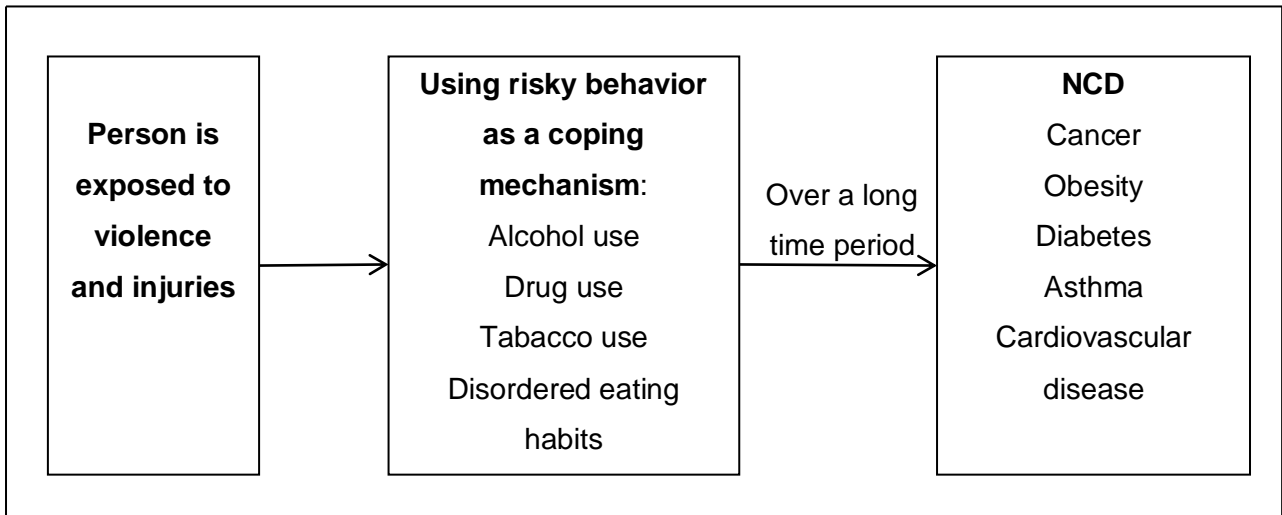 Person is
exposed to
violence
and injuries
Using risky behavior
as a coping
mechanism:
Alcohol use
Drug use
Tabacco use
Disordered eating
habits
Over a long
time period
NCD
Cancer
Obesity
Diabetes
Asthma
Cardiovascular
disease